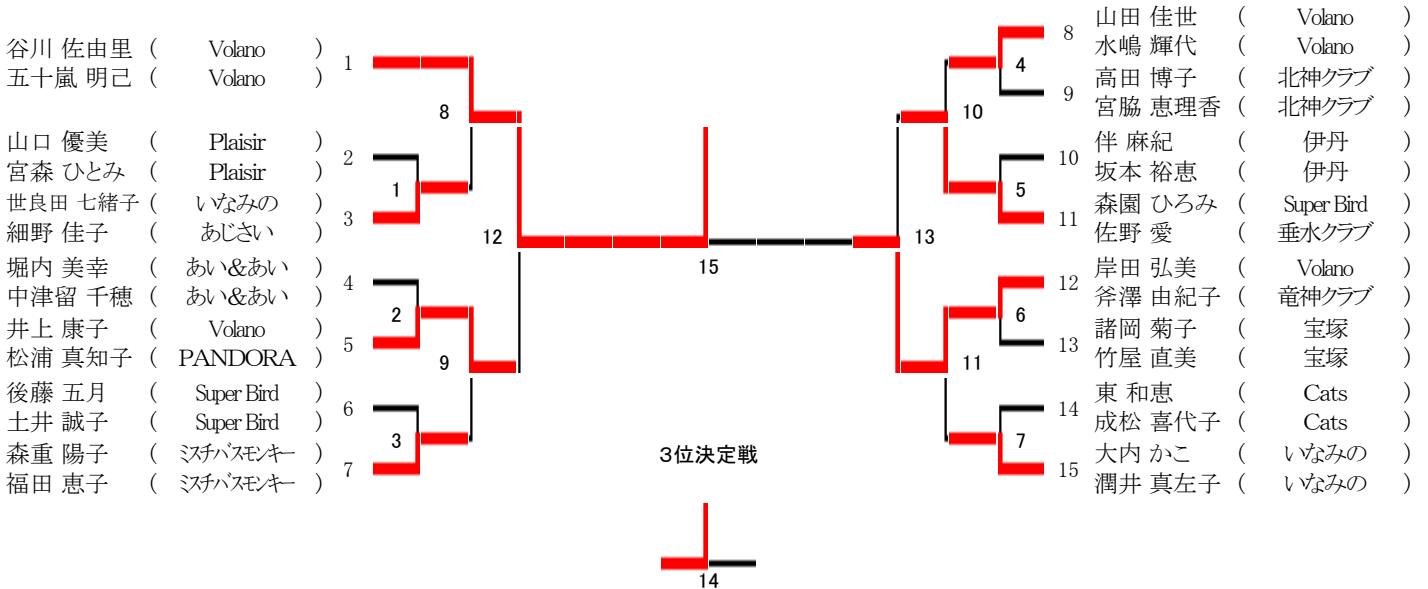 谷川 佐由里 ( Volano ) 1
五十嵐 明己 ( Volano )
山口 優美 ( Plaisir ) 2
宮森 ひとみ ( Plaisir )
世良田 七緒子 ( いなみの ) 3
細野 佳子 ( あじさい )
堀内 美幸 ( あい&あい ) 4
中津留 千穂 ( あい&あい )
井上 康子 ( Volano ) 5
松浦 真知子 ( PANDORA )
後藤 五月 ( Super Bird ) 6
土井 誠子 ( Super Bird )
森重 陽子 ( ミスチバスモンキー ) 7
福田 恵子 ( ミスチバスモンキー )
1
2
3
8
9
12
15
3位決定戦
14
13
10
11
4
5
6
7
8 山田 佳世 ( Volano )
水嶋 輝代 ( Volano )
9 高田 博子 ( 北神クラブ )
宮脇 恵理香 ( 北神クラブ )
10 伴 麻紀 ( 伊丹 )
坂本 裕恵 ( 伊丹 )
11 森園 ひろみ ( Super Bird )
佐野 愛 ( 垂水クラブ )
12 岸田 弘美 ( Volano )
斧澤 由紀子 ( 竜神クラブ )
13 諸岡 菊子 ( 宝塚 )
竹屋 直美 ( 宝塚 )
14 東 和恵 ( Cats )
成松 喜代子 ( Cats )
15 大内 かこ ( いなみの )
潤井 真左子 ( いなみの )